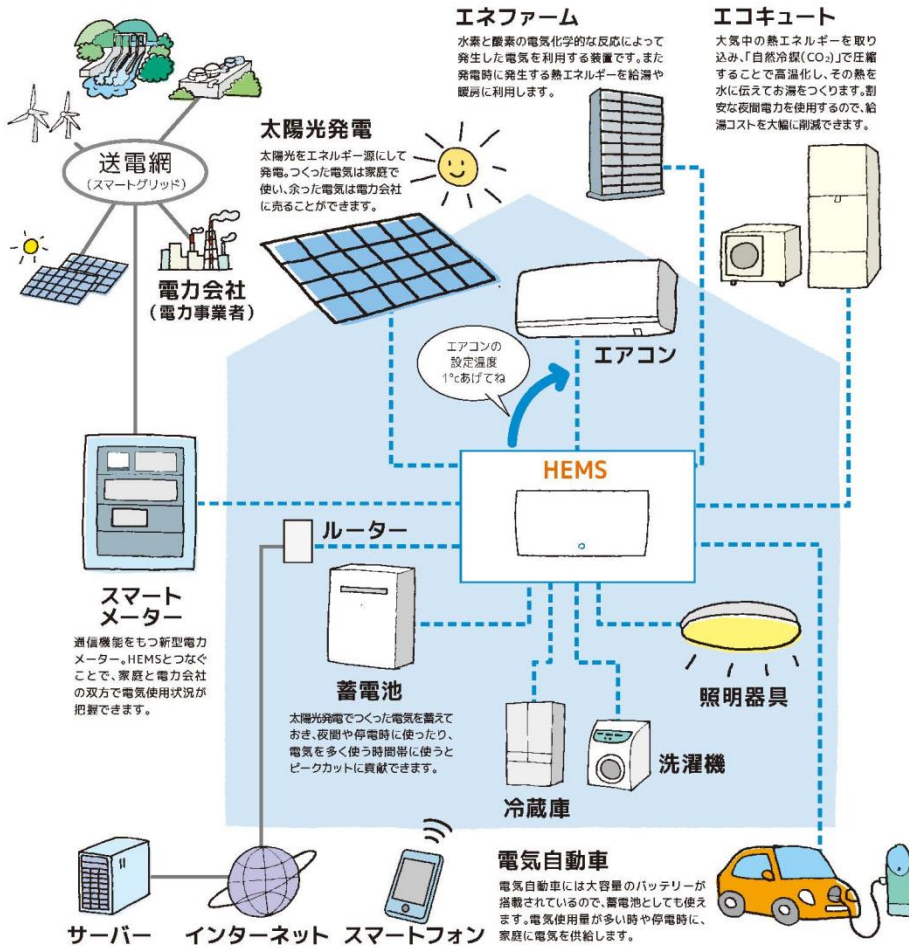 エネファーム
水素と酸素の電気化学的な反応によって
発生した電気を利用する装置です。また
発電時に発生する熱エネルギーを給湯や
暖房に利用します。
エコキュート
大気中の熱エネルギーを取り
込み、「自然冷媒(CO₂)」で圧縮
することで高温化し、その熱を
水に伝えてお湯をつくります。割
安な夜間電力を使用するので、給
湯コストを大幅に削減できます。
太陽光発電
太陽光をエネルギー源にして
発電。つくった電気は家庭で
使い、余った電気は電力会社
に売ることができます。
送電網
(スマートグリッド)
電力会社
(電力事業者)
エアコンの
設定温度
1°cあげてね
エアコン
HEMS
ルーター
スマート
メーター
通信機能をもつ新型電力
メーター。HEMSとつなぐ
ことで、家庭と電力会社
の双方で電気使用状況が
把握できます。
蓄電池
太陽光発電でつくった電気を蓄えて
おき、夜間や停電時に使ったり、
電気を多く使う時間帯に使うと
ピークカットに貢献できます。
照明器具
洗濯機
冷蔵庫
電気自動車
電気自動車には大容量のバッテリーが
搭載されているので、蓄電池としても使え
ます。電気使用量が多い時や停電時に、
家庭に電気を供給します。
サーバー
インターネット
スマートフォン